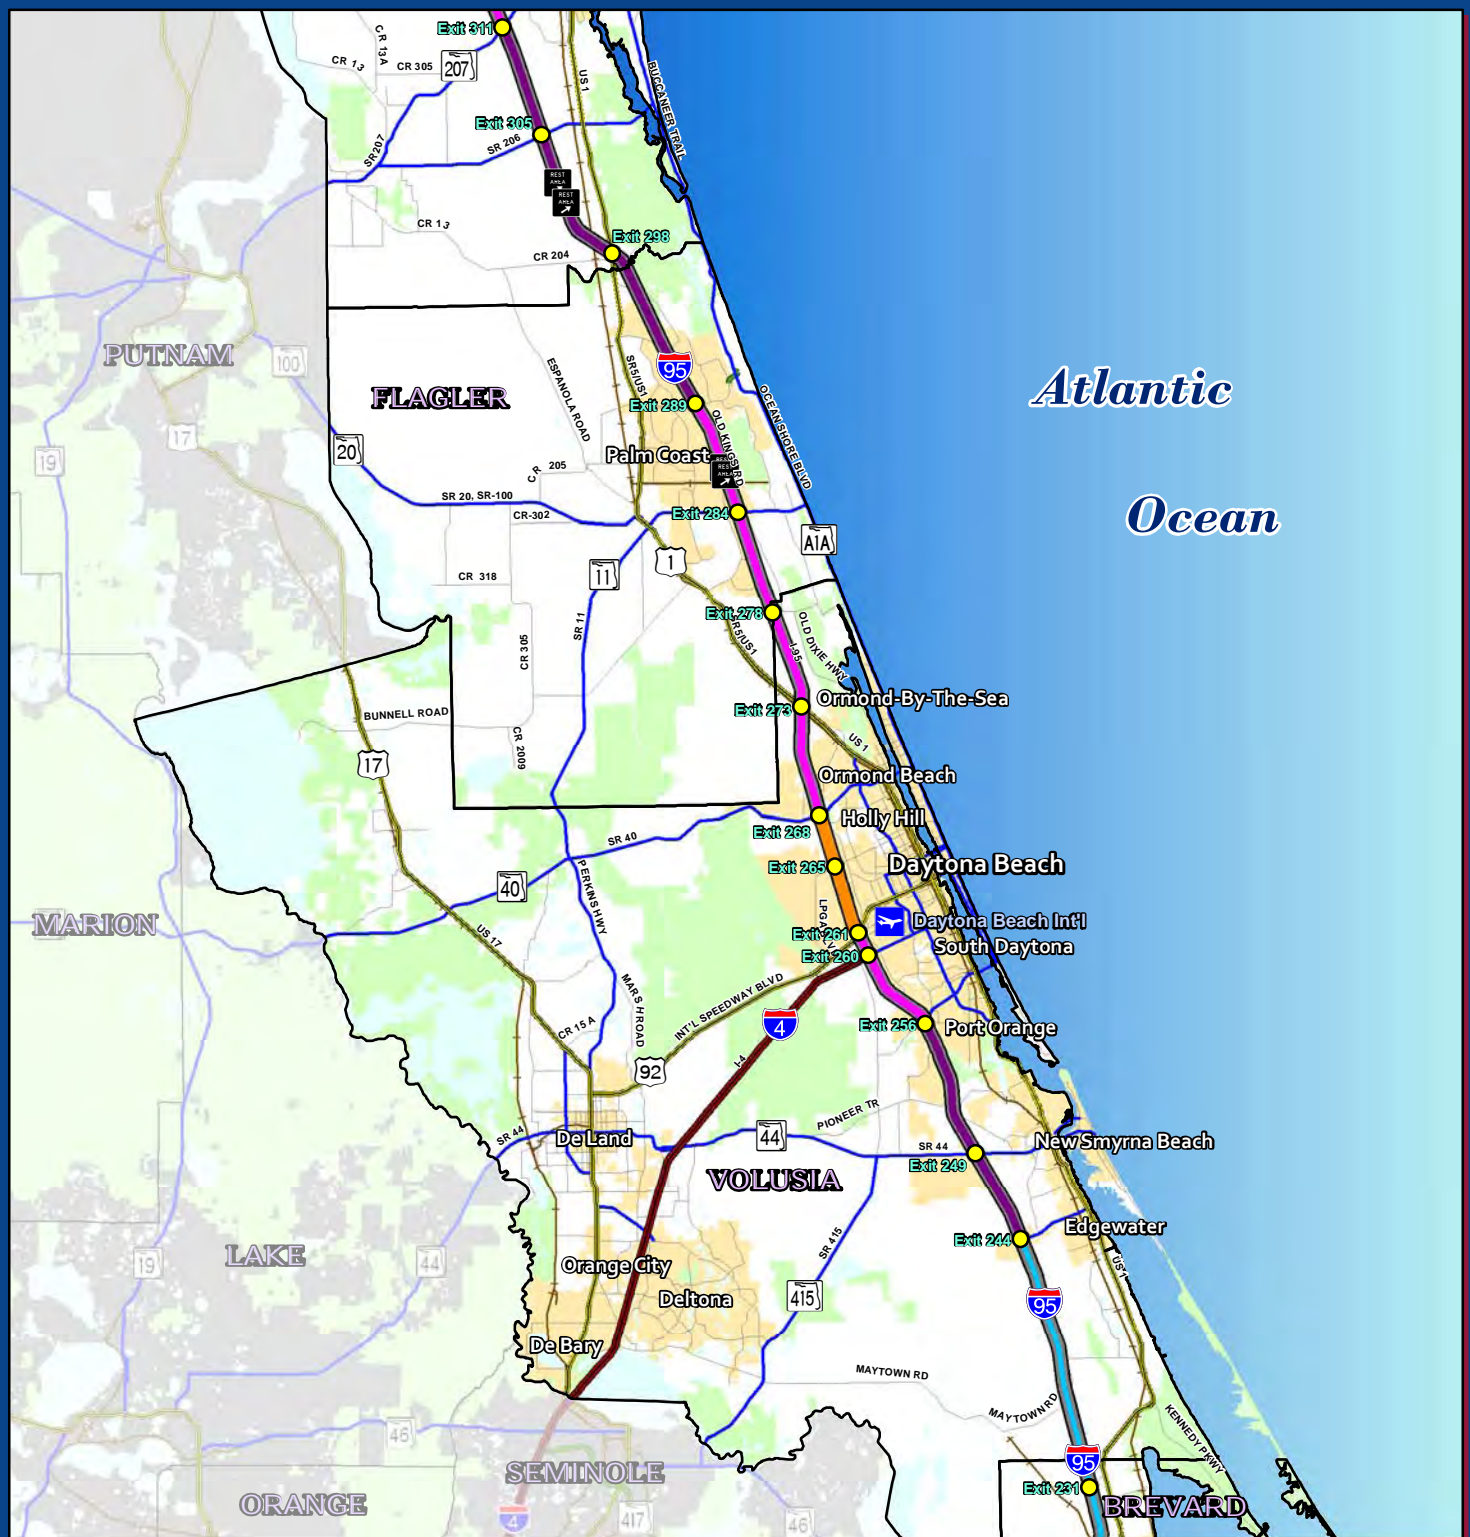 Exit 311
CR 13A
CR 13
CR 305
207
US 1
BUCCANEER TRAIL
Exit 305
SR 206
SR207
REST
AREA
REST
AREA
CR 13
Exit 298
CR 204
PUTNAM
100
FLAGLER
ESPANOLA ROAD
SR5/US1
95
Exit 289
OLD KINGS RD
OCEAN SHORE BLVD
Atlantic
Ocean
17
19
20
Palm Coast
REST
AREA
CR 205
SR 20, SR-100
CR-302
Exit 284
A1A
1
11
CR 318
SR 11
CR 305
Exit 278
SR5/US1
I-95
OLD DIXIE HWY
Ormond-By-The-Sea
Exit 273
US 1
BUNNELL ROAD
CR 2009
17
Ormond Beach
Holly Hill
Exit 268
SR 40
Exit 265
Daytona Beach
40
PERKINS HWY
MARION
US 17
Exit 261
Daytona Beach Int'l
South Daytona
Exit 260
MARSH ROAD
INT'L SPEEDWAY BLVD
4
Exit 256
Port Orange
CR 15 A
92
I-4
PIONEER TR
SR 44
De Land
44
SR 44
New Smyrna Beach
Exit 249
VOLUSIA
Edgewater
Exit 244
SR 415
US 1
LAKE
19
44
Orange City
Deltona
415
95
De Bary
MAYTOWN RD
MAYTOWN RD
KENNEDY PKWY
46
SEMINOLE
95
Exit 231
BREVARD
ORANGE
4
417
46